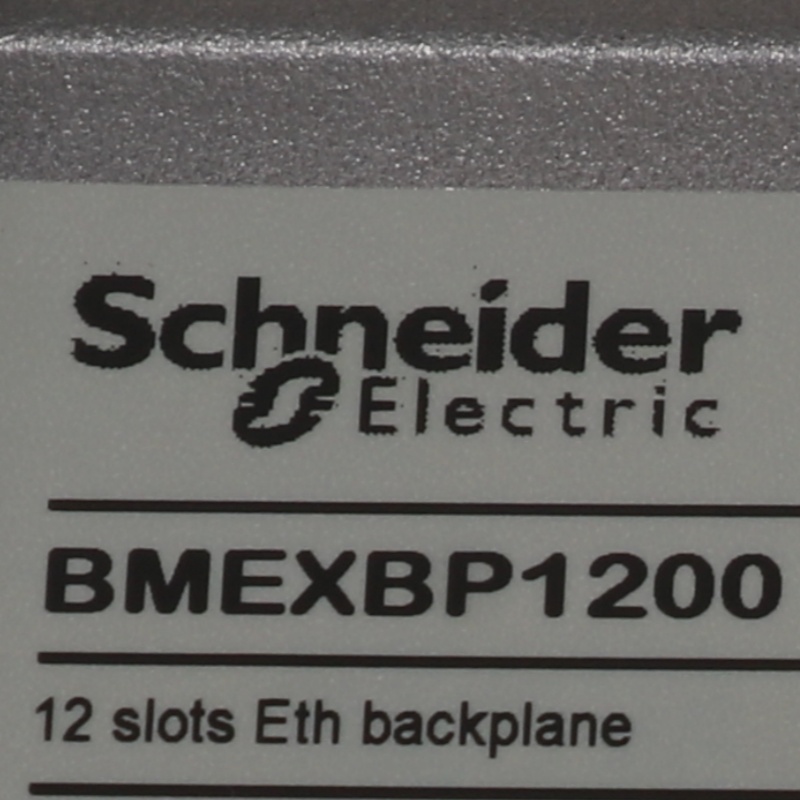 Schneider
Electric
BMEXBP1200
12 slots Eth backplane